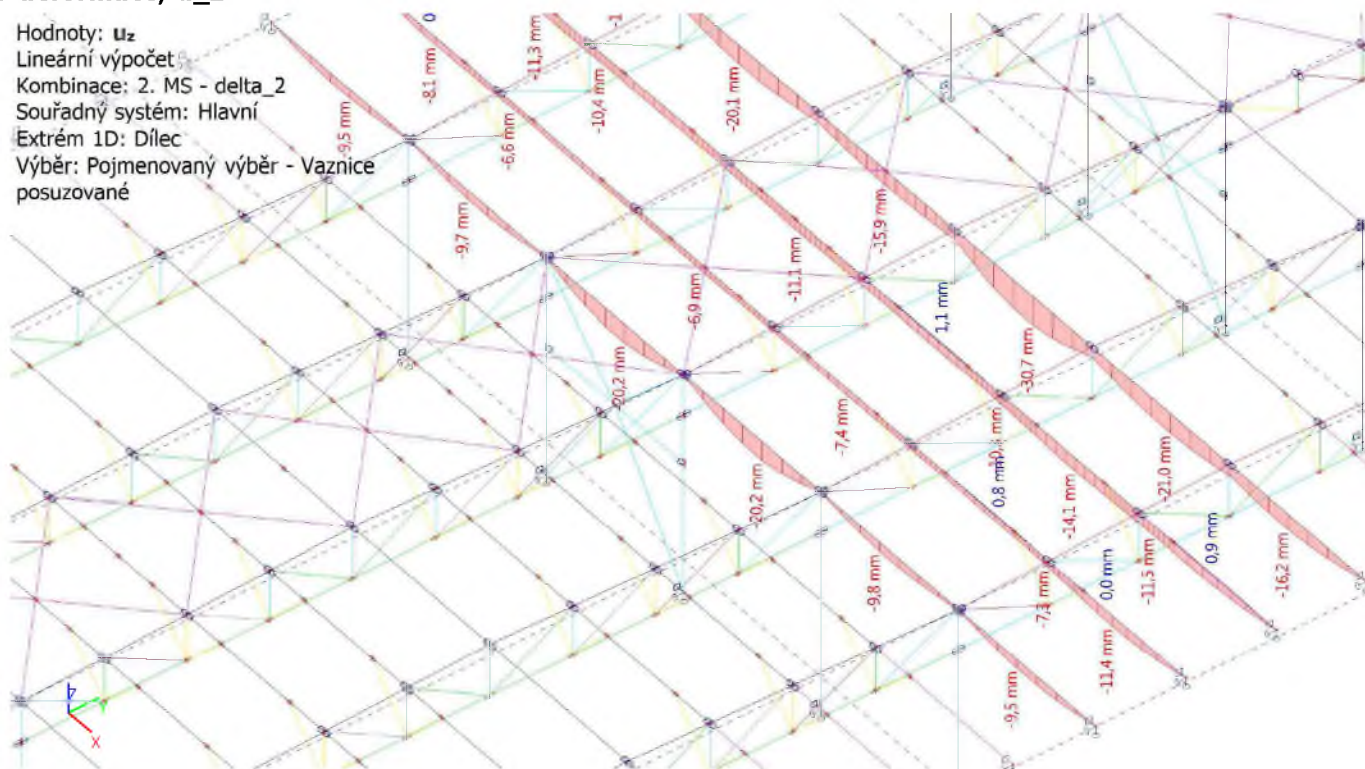 Hodnoty: uz
Lineární výpočet
Kombinace: 2. MS - delta_2
Souřadný systém: Hlavní
Extrém 1D: Dílec
Výběr: Pojmenovaný výběr - Vaznice
posuzované
-9,5 mm
-8,1 mm
-11,3 mm
-10,4 mm
-20,1 mm
-6,6 mm
-9,7 mm
-6,9 mm
-11,1 mm
-15,9 mm
1,1 mm
-20,2 mm
-7,4 mm
-30,7 mm
-20,2 mm
0,8 mm
-14,1 mm
-21,0 mm
-9,8 mm
-7,3 mm
0,0 mm
-11,5 mm
0,9 mm
-16,2 mm
-9,5 mm
-11,4 mm
Z
Y
X